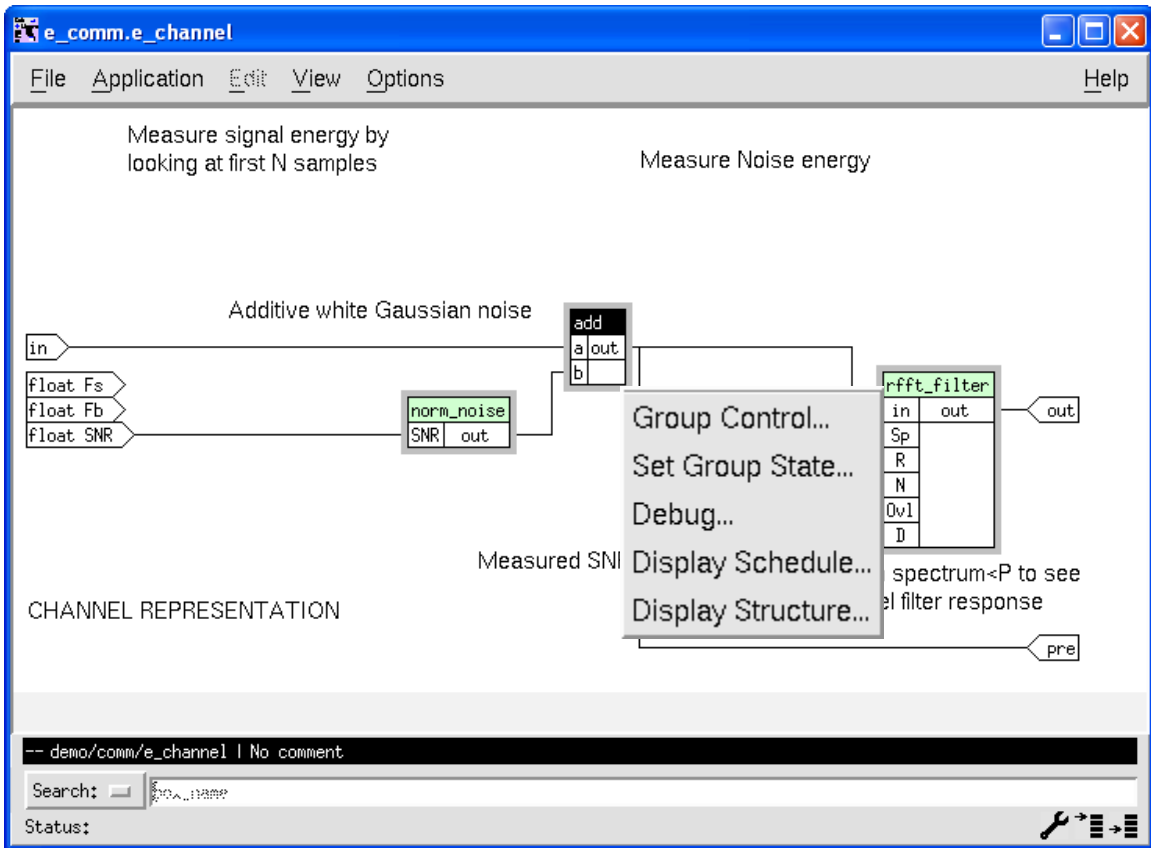 e_comm.e_channel
File Application Edit View Options Help
Measure signal energy by
looking at first N samples
Measure Noise energy
Additive white Gaussian noise
add
a out
b
in
float Fs
float Fb
float SNR
norm_noise
SNR out
rfft_filter
in out
Sp
R
N
Ovl
D
out
Group Control...
Set Group State...
Debug...
Display Schedule...
Display Structure...
Measured
spectrum<P to see
filter response
CHANNEL REPRESENTATION
pre
-- demo/comm/e_channel | No comment
Search: box_name
Status: